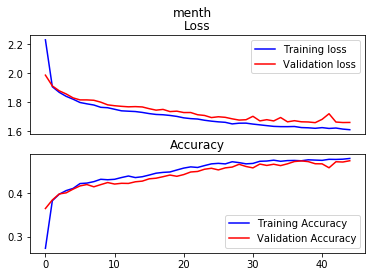 menth
Loss
2.2
2.0
1.8
1.6
Training loss
Validation loss
Accuracy
0.4
0.3
Training Accuracy
Validation Accuracy
0
10
20
30
40